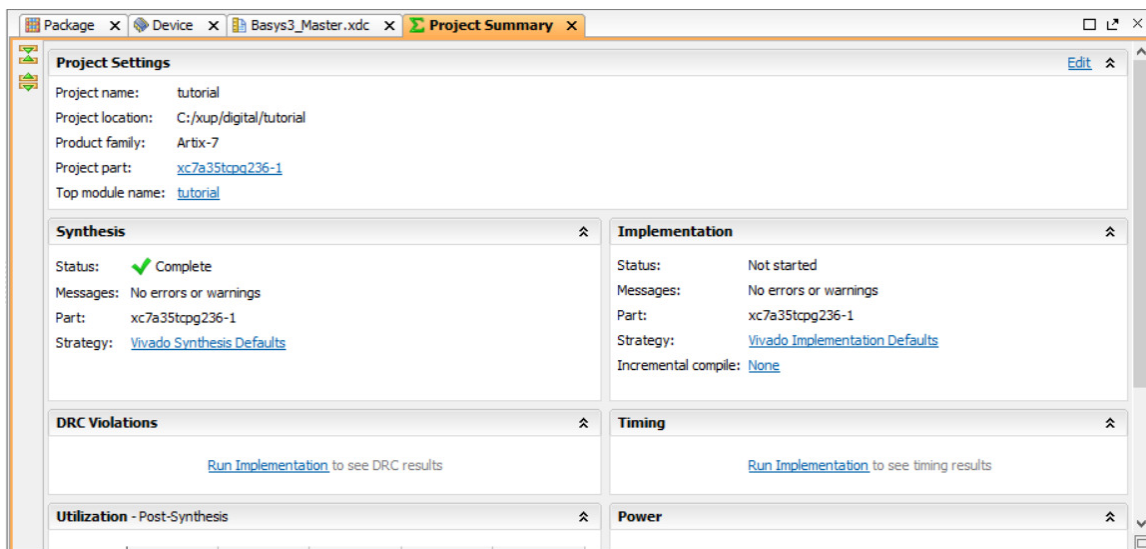 Package Device Basys3_Master.xdc Project Summary
Project Settings Edit
Project name: tutorial
Project location: C:/xup/digital/tutorial
Product family: Artix-7
Project part: xc7a35tcpg236-1
Top module name: tutorial
Synthesis
Status: Complete
Messages: No errors or warnings
Part: xc7a35tcpg236-1
Strategy: Vivado Synthesis Defaults
Implementation
Status: Not started
Messages: No errors or warnings
Part: xc7a35tcpg236-1
Strategy: Vivado Implementation Defaults
Incremental compile: None
DRC Violations
Run Implementation to see DRC results
Timing
Run Implementation to see timing results
Utilization - Post-Synthesis
Power